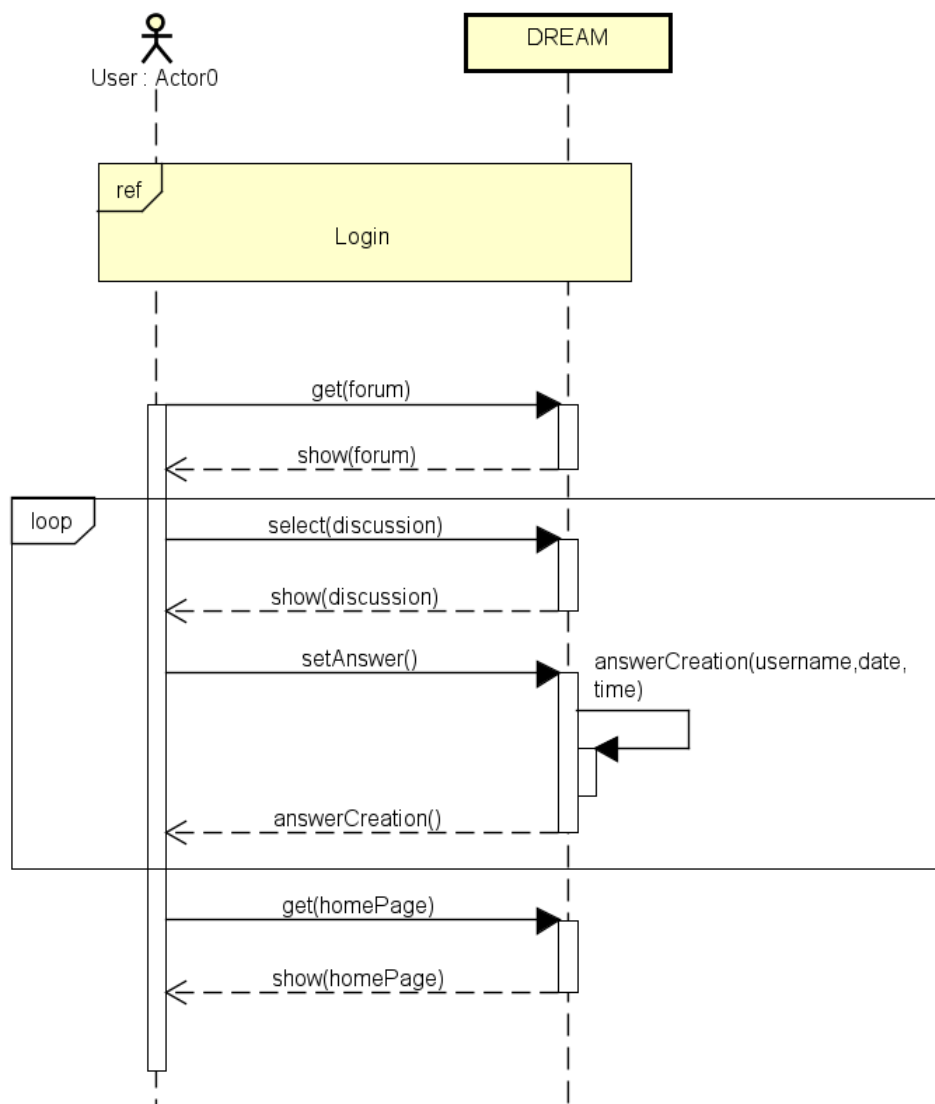 DREAM
User : Actor0
ref
Login
get(forum)
show(forum)
loop
select(discussion)
show(discussion)
setAnswer()
answerCreation(username,date,
time)
answerCreation()
get(homePage)
show(homePage)